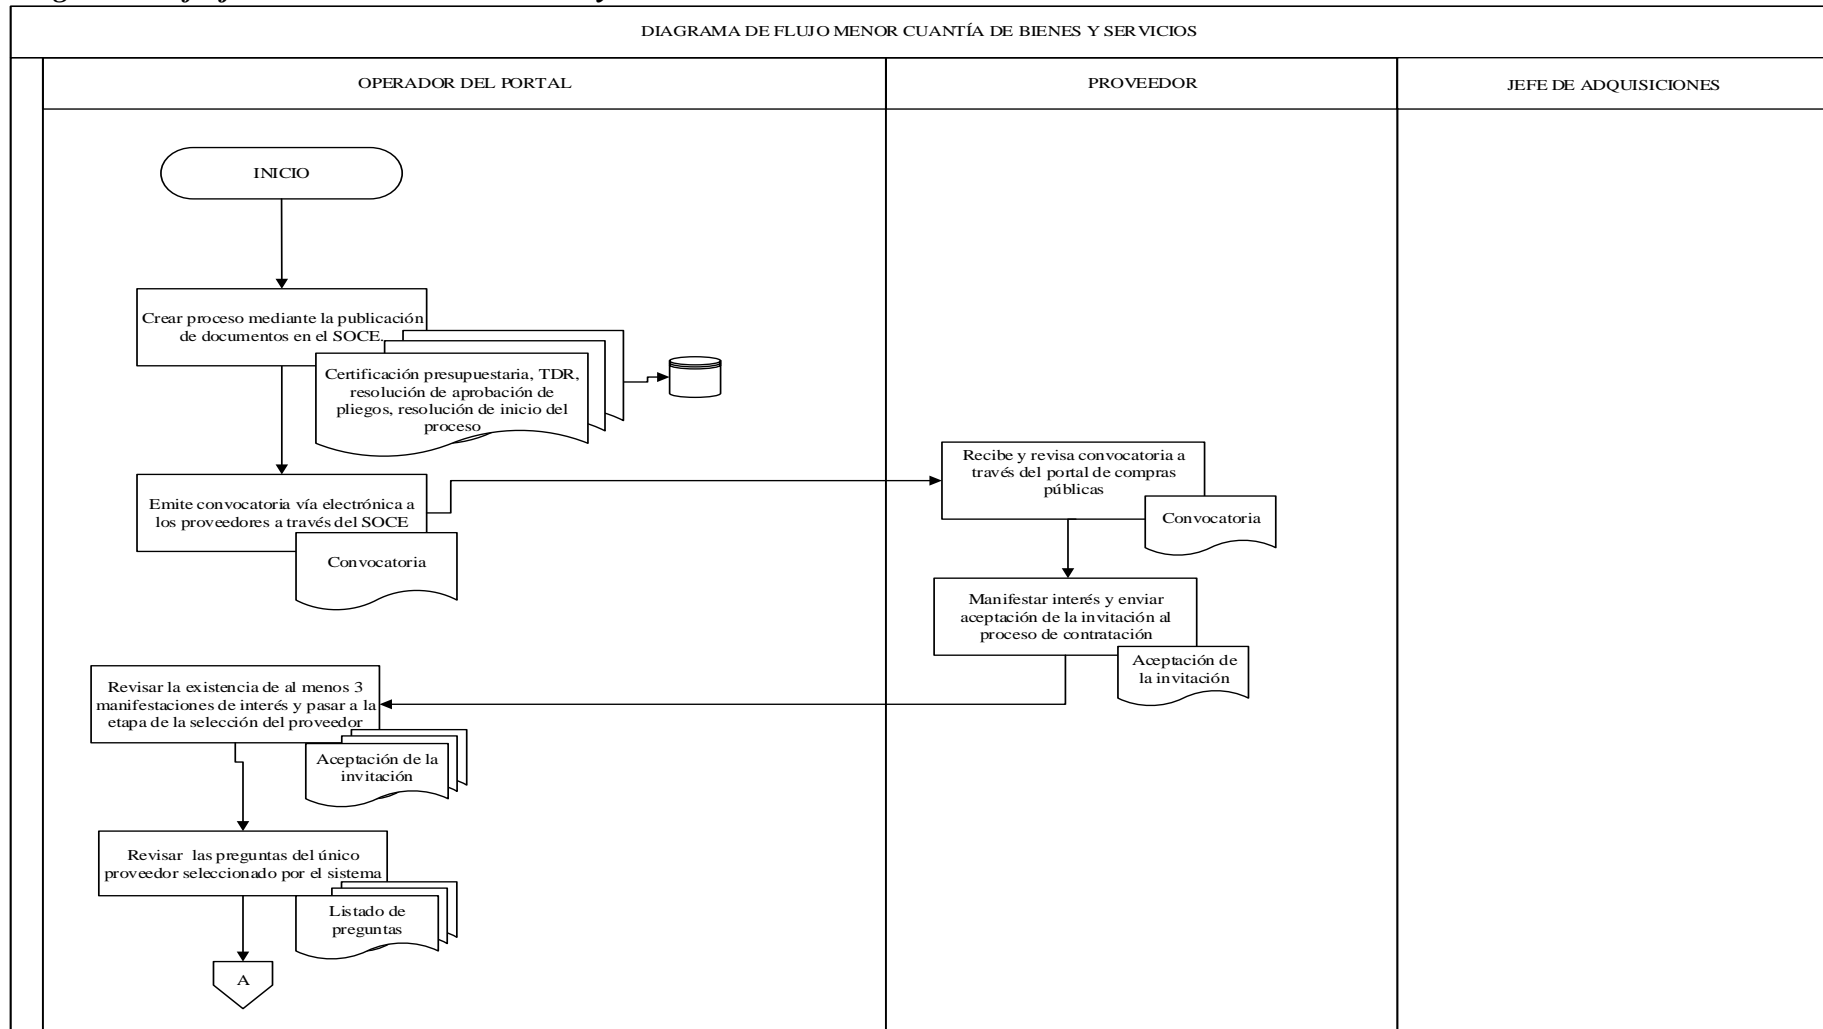 DIAGRAMA DE FLUJO MENOR CUANTÍA DE BIENES Y SERVICIOS
OPERADOR DEL PORTAL
PROVEEDOR
JEFE DE ADQUISICIONES
INICIO
Crear proceso mediante la publicación
de documentos en el SOCE.
Certificación presupuestaria, TDR,
resolución de aprobación de
pliegos, resolución de inicio del
proceso
Emite convocatoria vía electrónica a
los proveedores a través del SOCE
Convocatoria
Recibe y revisa convocatoria a
través del portal de compras
públicas
Convocatoria
Manifestar interés y enviar
aceptación de la invitación al
proceso de contratación
Aceptación de
la invitación
Revisar la existencia de al menos 3
manifestaciones de interés y pasar a la
etapa de la selección del proveedor
Aceptación de la
invitación
Revisar las preguntas del único
proveedor seleccionado por el sistema
Listado de
preguntas
A